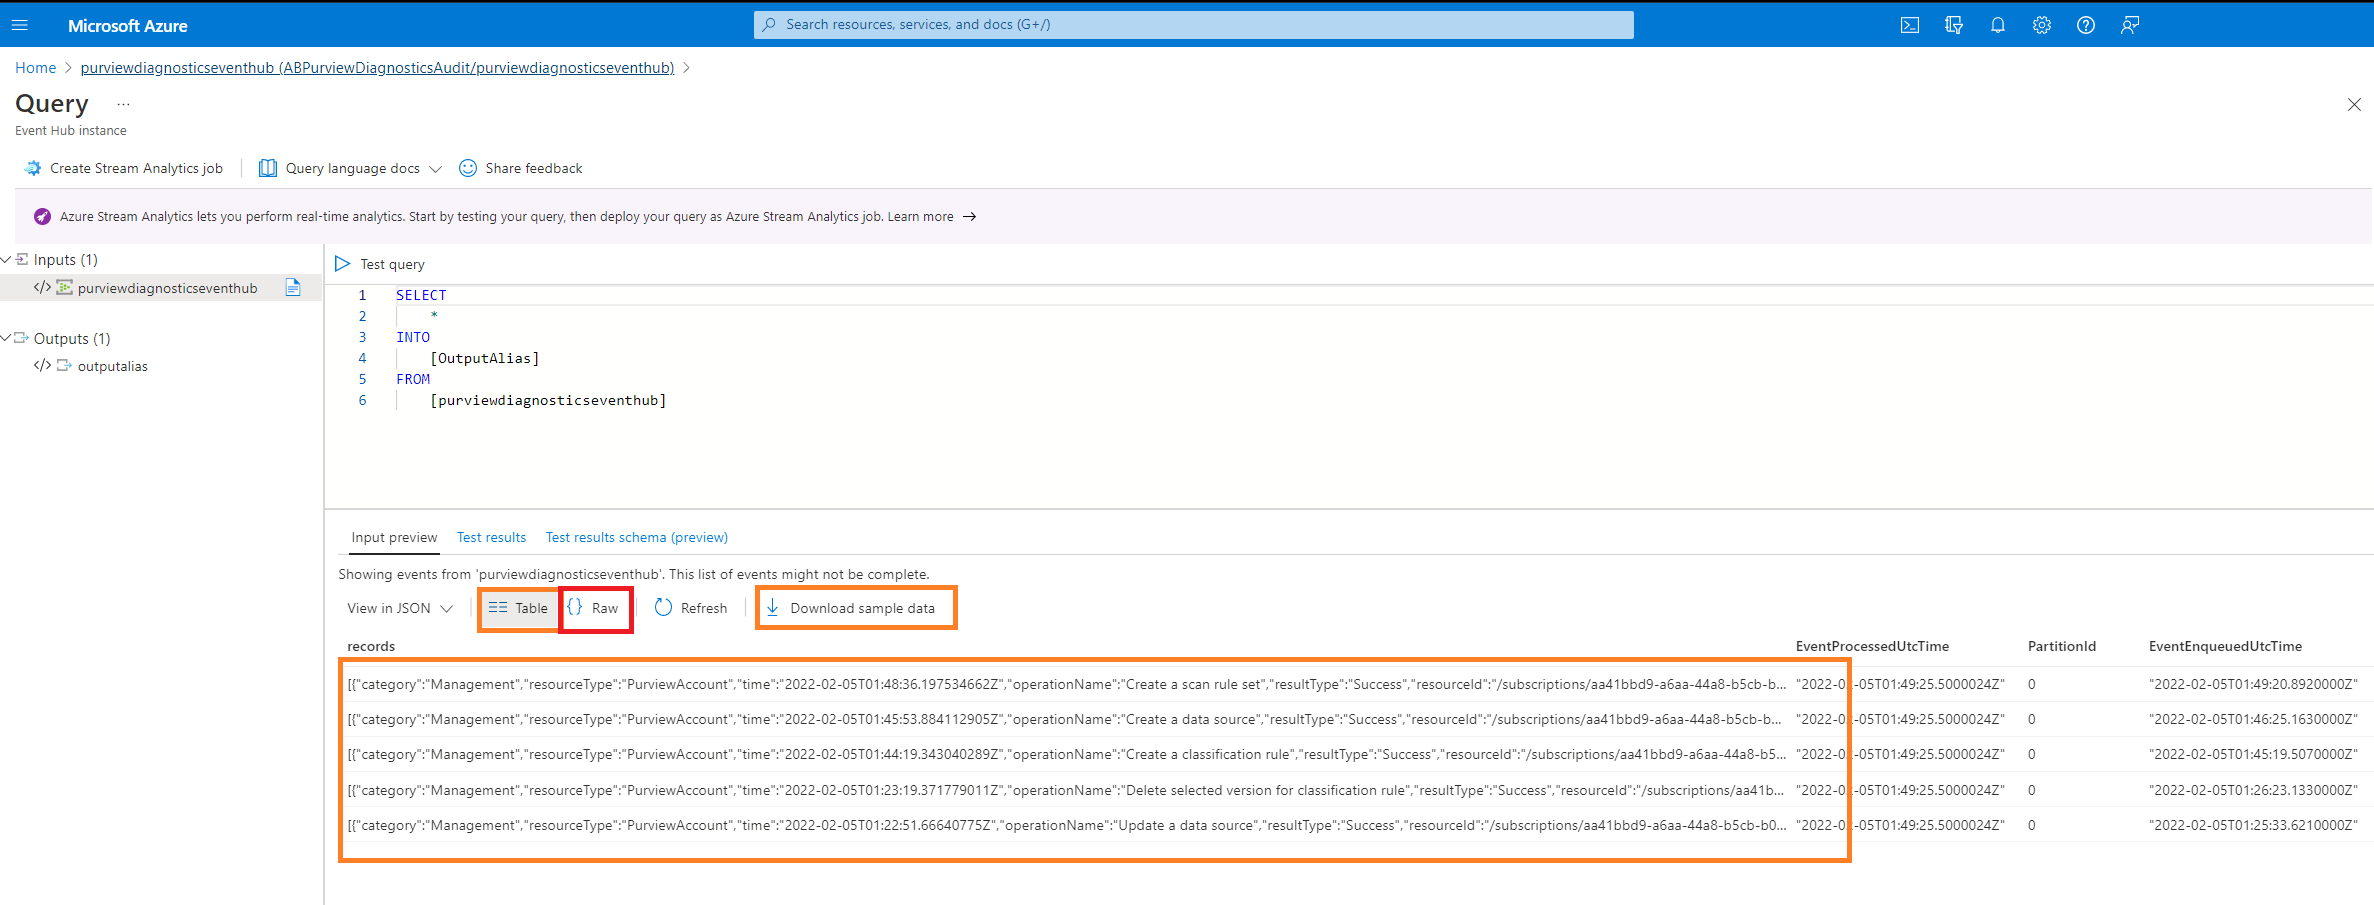 Microsoft Azure
Search resources, services, and docs (G+/)
Home > purviewdiagnosticseventhub (ABPurviewDiagnosticsAudit/purviewdiagnosticseventhub) >
Query ...
Event Hub instance
Create Stream Analytics job
Query language docs
Share feedback
Azure Stream Analytics lets you perform real-time analytics. Start by testing your query, then deploy your query as Azure Stream Analytics job. Learn more →
Inputs (1)
</> purviewdiagnosticseventhub
Outputs (1)
</> outputalias
Test query
1 SELECT
2 *
3 INTO
4 [OutputAlias]
5 FROM
6 [purviewdiagnosticseventhub]
Input preview Test results Test results schema (preview)
Showing events from 'purviewdiagnosticseventhub'. This list of events might not be complete.
View in JSON Table {} Raw Refresh Download sample data
records EventProcessedUtcTime PartitionId EventEnqueuedUtcTime
[{"category":"Management","resourceType":"PurviewAccount","time":"2022-02-05T01:48:36.197534662Z","operationName":"Create a scan rule set","resultType":"Success","resourceId":"/subscriptions/aa41bbd9-a6aa-44a8-b5cb-b... "2022-02-05T01:49:25.5000024Z" 0 "2022-02-05T01:49:20.8920000Z"
[{"category":"Management","resourceType":"PurviewAccount","time":"2022-02-05T01:45:53.884112905Z","operationName":"Create a data source","resultType":"Success","resourceId":"/subscriptions/aa41bbd9-a6aa-44a8-b5cb-b... "2022-02-05T01:49:25.5000024Z" 0 "2022-02-05T01:46:25.1630000Z"
[{"category":"Management","resourceType":"PurviewAccount","time":"2022-02-05T01:44:19.343040289Z","operationName":"Create a classification rule","resultType":"Success","resourceId":"/subscriptions/aa41bbd9-a6aa-44a8-b5... "2022-02-05T01:49:25.5000024Z" 0 "2022-02-05T01:45:19.5070000Z"
[{"category":"Management","resourceType":"PurviewAccount","time":"2022-02-05T01:23:19.371779011Z","operationName":"Delete selected version for classification rule","resultType":"Success","resourceId":"/subscriptions/aa41b... "2022-02-05T01:49:25.5000024Z" 0 "2022-02-05T01:26:23.1330000Z"
[{"category":"Management","resourceType":"PurviewAccount","time":"2022-02-05T01:22:51.66640775Z","operationName":"Update a data source","resultType":"Success","resourceId":"/subscriptions/aa41bbd9-a6aa-44a8-b5cb-b0... "2022-02-05T01:49:25.5000024Z" 0 "2022-02-05T01:25:33.6210000Z"